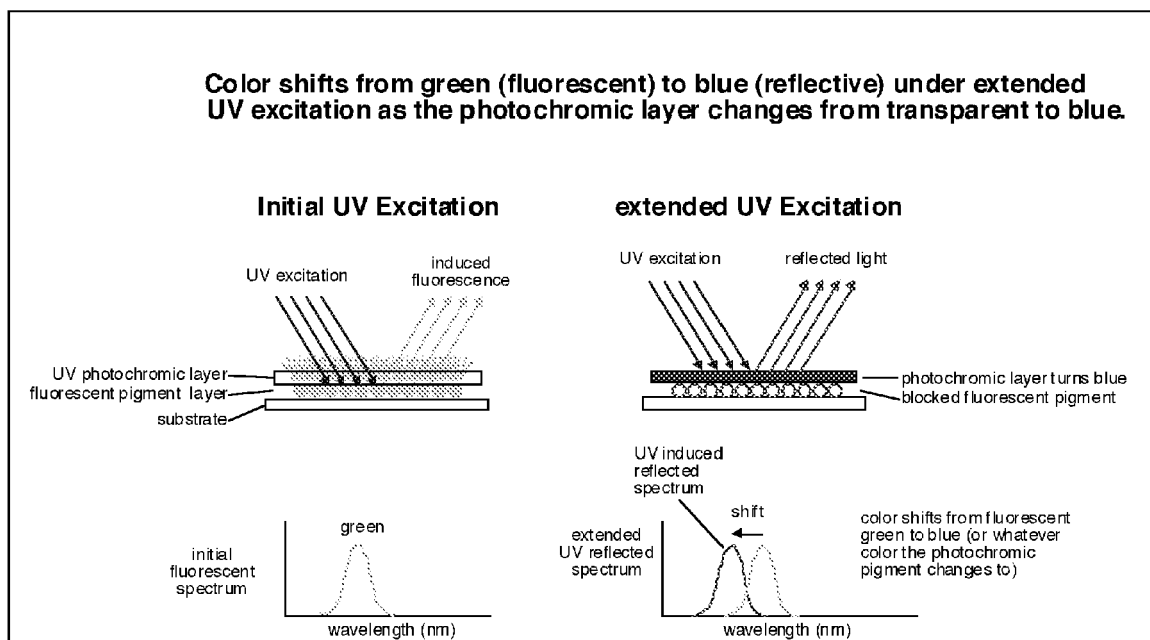 Color shifts from green (fluorescent) to blue (reflective) under extended
UV excitation as the photochromic layer changes from transparent to blue.
Initial UV Excitation
UV excitation
induced
fluorescence
UV photochromic layer
fluorescent pigment layer
substrate
green
initial
fluorescent
spectrum
wavelength (nm)
extended UV Excitation
UV excitation
reflected light
photochromic layer turns blue
blocked fluorescent pigment
UV induced
reflected
spectrum
shift
extended
UV reflected
spectrum
wavelength (nm)
color shifts from fluorescent
green to blue (or whatever
color the photochromic
pigment changes to)